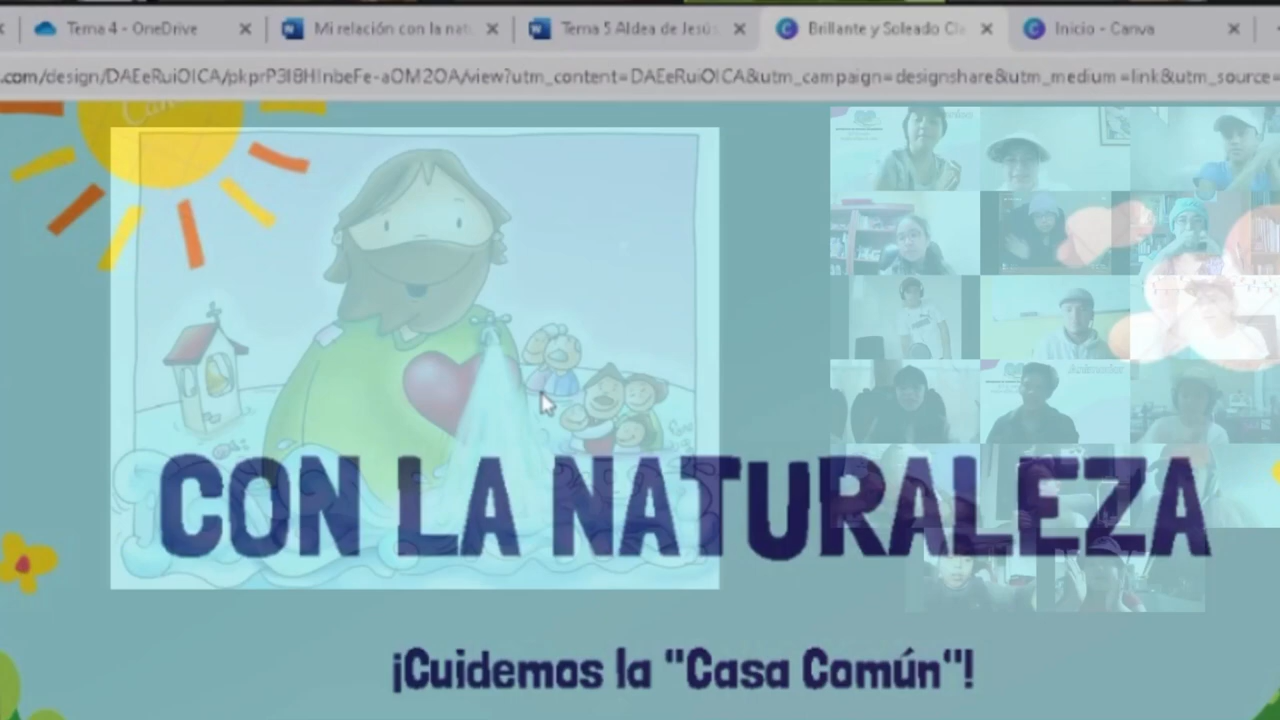 Tema 4 - OneDrive
Mi relación con la nat
Tema 5 Aldea de Jesú
Brillante y Soleado Cl
Inicio - Canva
.com/design/DAEeRuiOICA/pkprP3I8HInbeFe-aOM2OA/view?utm_content=DAEeRuiOICA&utm_campaign=designshare&utm_medium=link&utm_source=
CON LA NATURALEZA
¡Cuidemos la "Casa Común"!